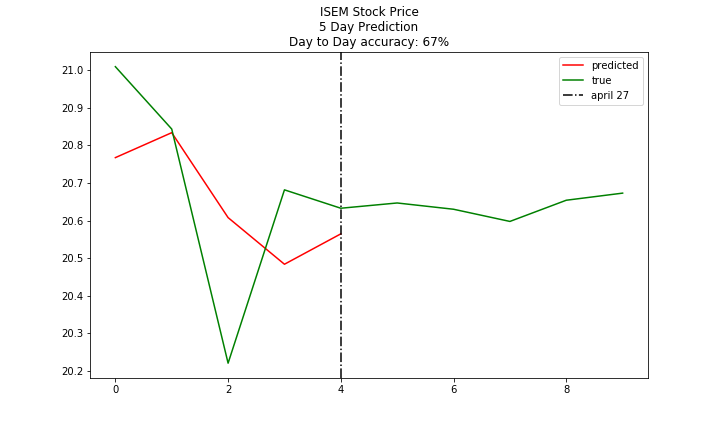 ISEM Stock Price
5 Day Prediction
Day to Day accuracy: 67%
predicted
true
april 27
21.0
20.9
20.8
20.7
20.6
20.5
20.4
20.3
20.2
0 2 4 6 8